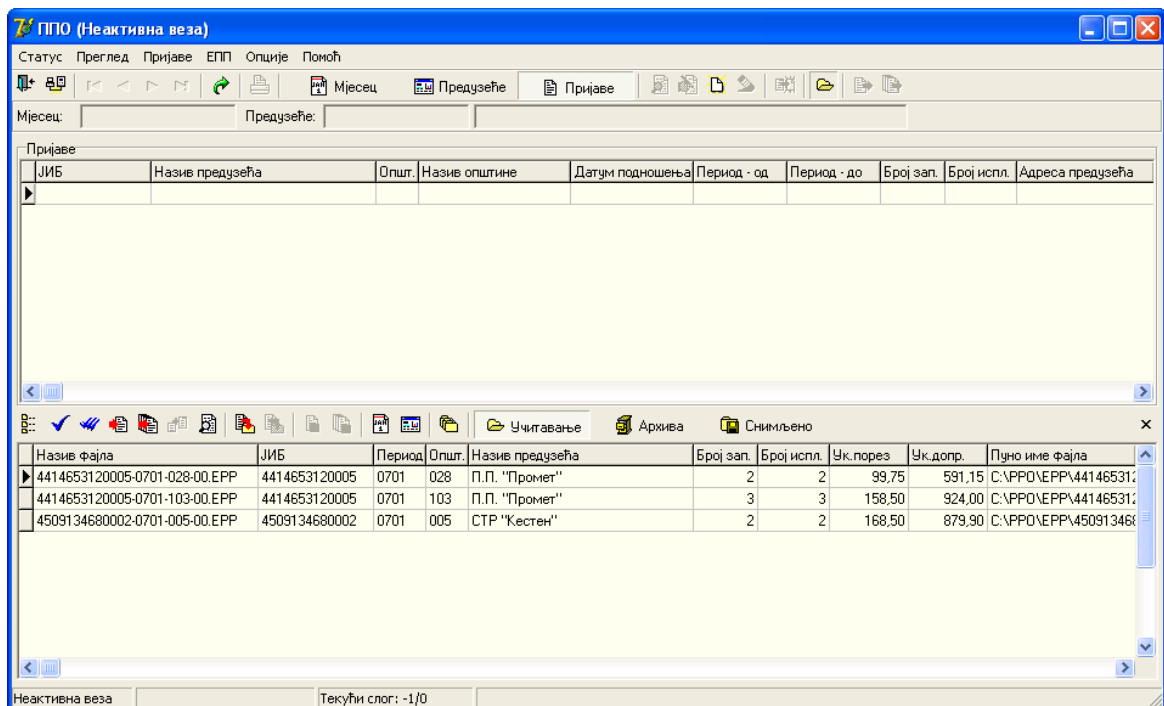 ППО (Неактивна веза)
Статус Преглед Пријаве ЕПП Опције Помоћ
Мјесец Предузеће Пријаве
Мјесец: Предузеће:
Пријаве
ЈИБ Назив предузећа Општ. Назив општине Датум подношења Период - од Период - до Број зап. Број испл. Адреса предузећа
Учитавање Архива Снимљено
Назив фајла ЈИБ Период Општ. Назив предузећа Број зап. Број испл. Ук.порез Ук.допр. Пуно име фајла
4414653120005-0701-028-00.EPP 4414653120005 0701 028 П.П. "Промет" 2 2 99,75 591,15 C:\PPO\EPP\44146531
4414653120005-0701-103-00.EPP 4414653120005 0701 103 П.П. "Промет" 3 3 158,50 924,00 C:\PPO\EPP\44146531
4509134680002-0701-005-00.EPP 4509134680002 0701 005 СТР "Кестен" 2 2 168,50 879,90 C:\PPO\EPP\45091346
Неактивна веза Текући слог: -1/0